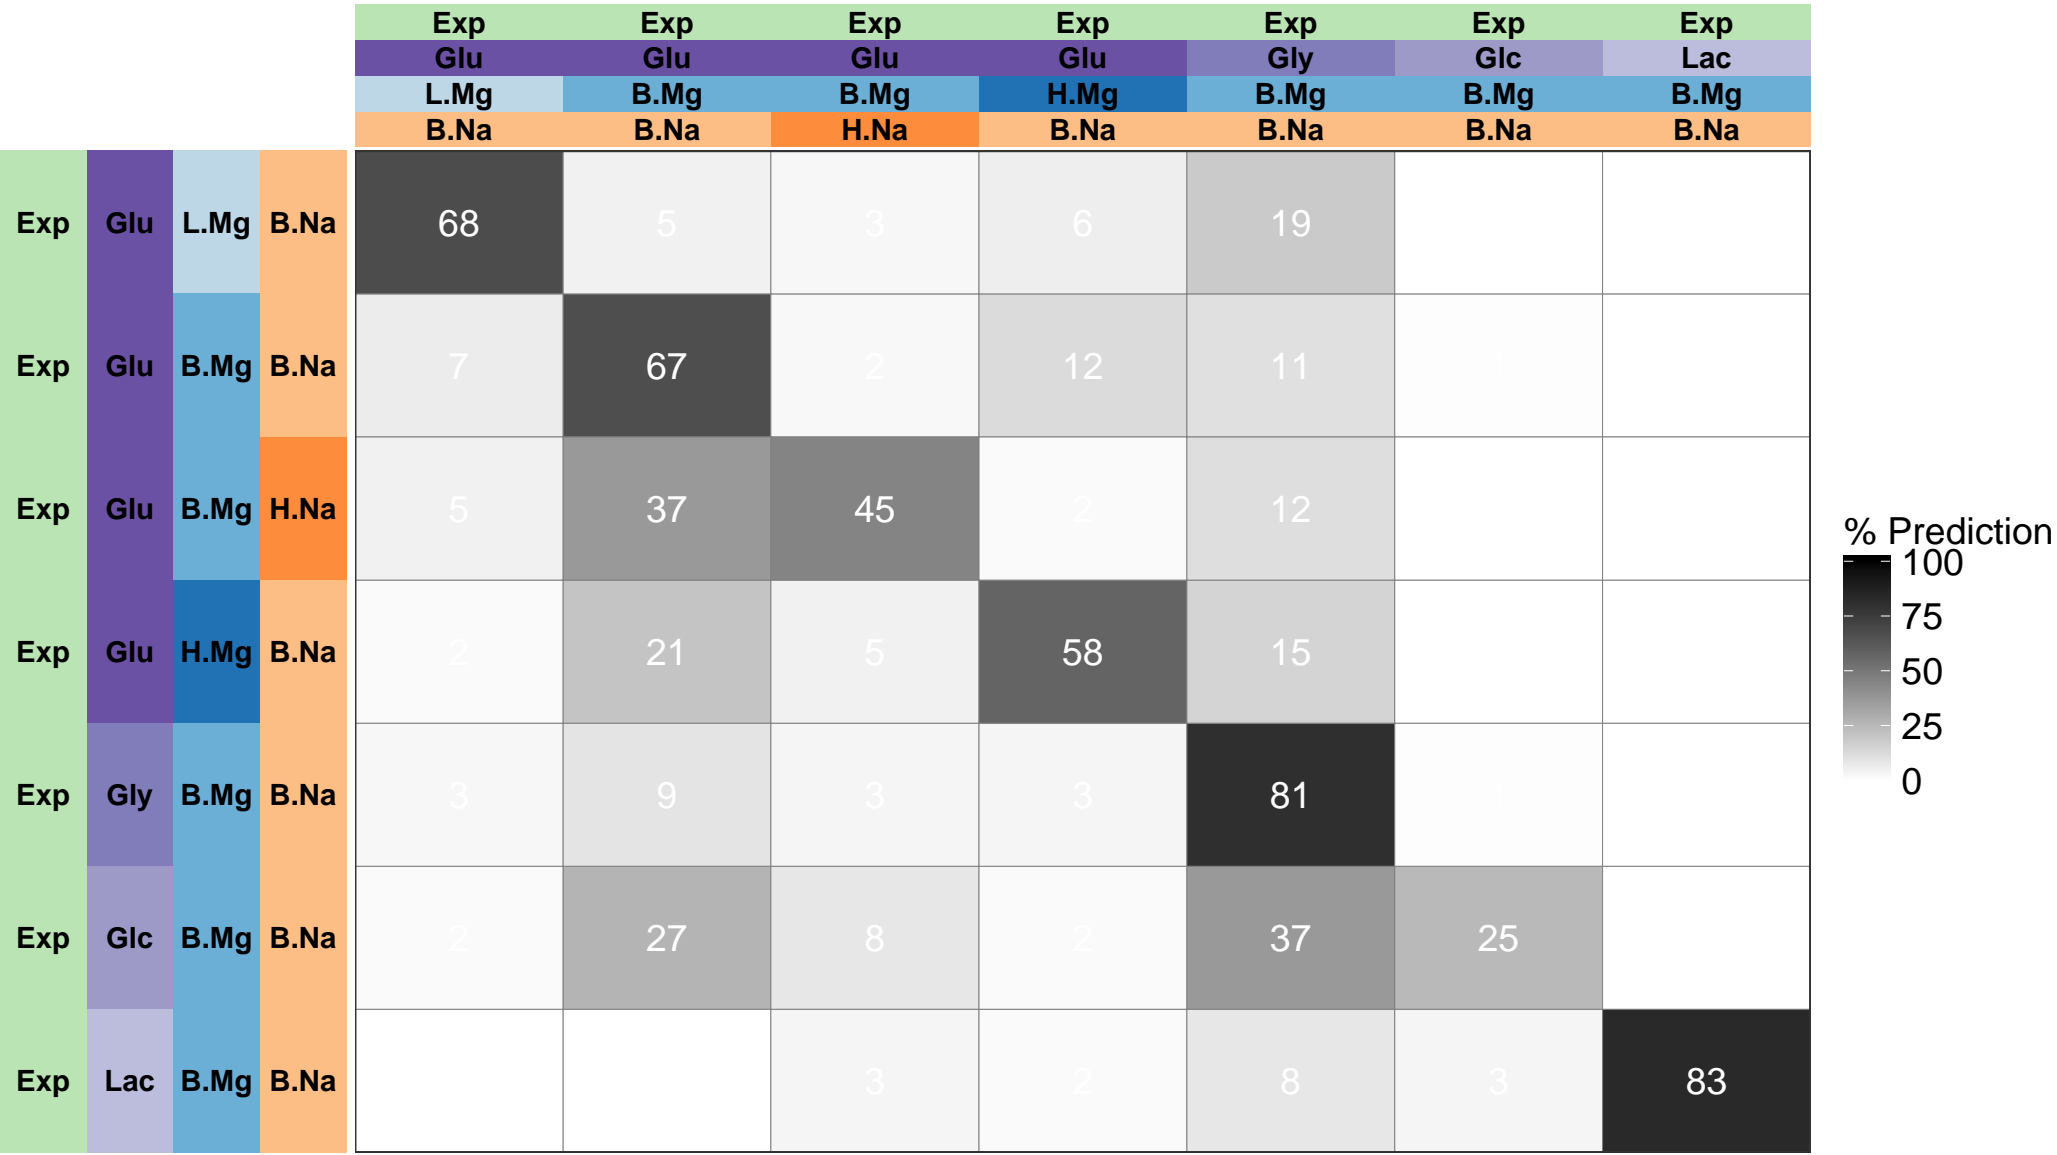 Exp Exp Exp Exp Exp Exp Exp
Glu Glu Glu Glu Gly Glc Lac
L.Mg B.Mg B.Mg H.Mg B.Mg B.Mg B.Mg
B.Na B.Na H.Na B.Na B.Na B.Na B.Na
Exp Glu L.Mg B.Na 68 5 3 6 19
Exp Glu B.Mg B.Na 7 67 2 12 11 1
Exp Glu B.Mg H.Na 5 37 45 2 12
Exp Glu H.Mg B.Na 2 21 5 58 15
Exp Gly B.Mg B.Na 3 9 3 3 81 1
Exp Glc B.Mg B.Na 2 27 8 2 37 25
Exp Lac B.Mg B.Na 3 2 8 3 83
% Prediction
100
75
50
25
0